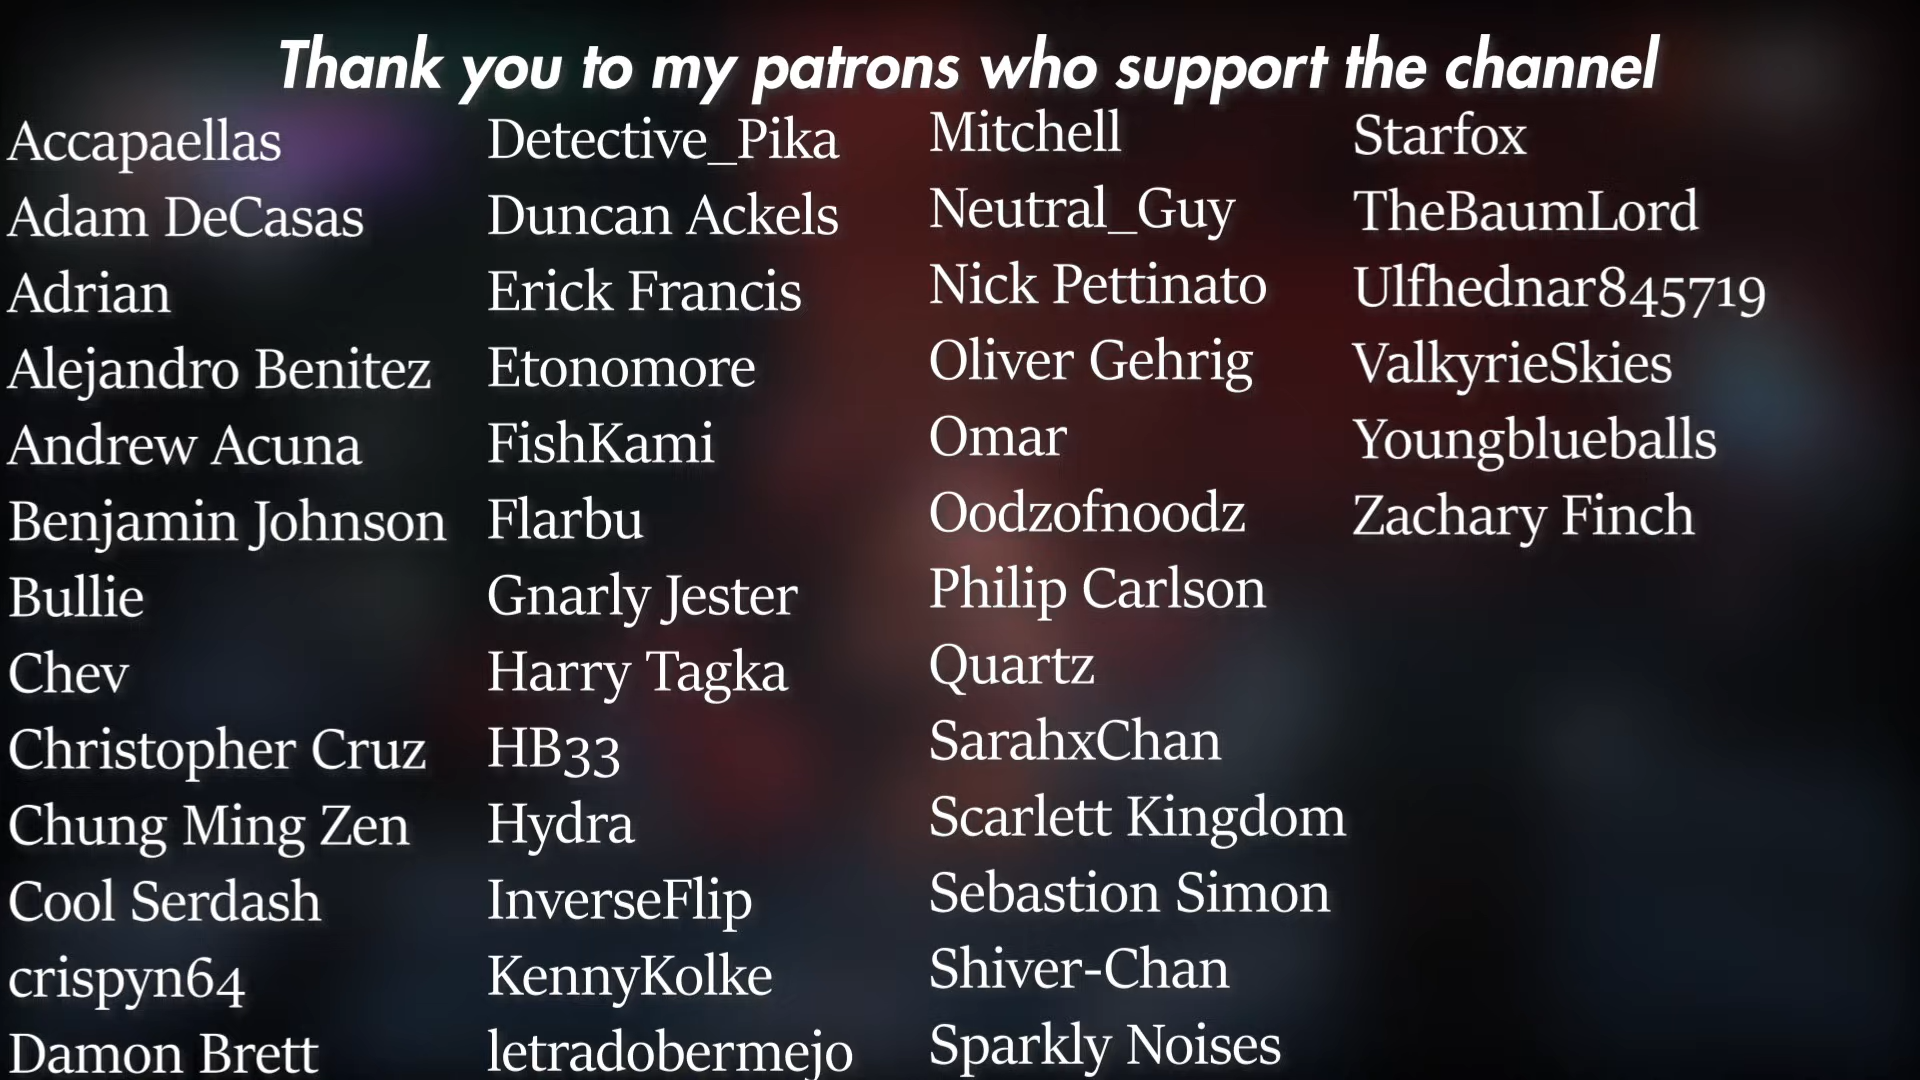 Thank you to my patrons who support the channel
Accapaellas
Adam DeCasas
Adrian
Alejandro Benitez
Andrew Acuna
Benjamin Johnson
Bullie
Chev
Christopher Cruz
Chung Ming Zen
Cool Serdash
crispyn64
Damon Brett
Detective_Pika
Duncan Ackels
Erick Francis
Etonomore
FishKami
Flarbu
Gnarly Jester
Harry Tagka
HB33
Hydra
InverseFlip
KennyKolke
letradobermejo
Mitchell
Neutral_Guy
Nick Pettinato
Oliver Gehrig
Omar
Oodzofnoodz
Philip Carlson
Quartz
SarahxChan
Scarlett Kingdom
Sebastion Simon
Shiver-Chan
Sparkly Noises
Starfox
TheBaumLord
Ulfhednar845719
ValkyrieSkies
Youngblueballs
Zachary Finch